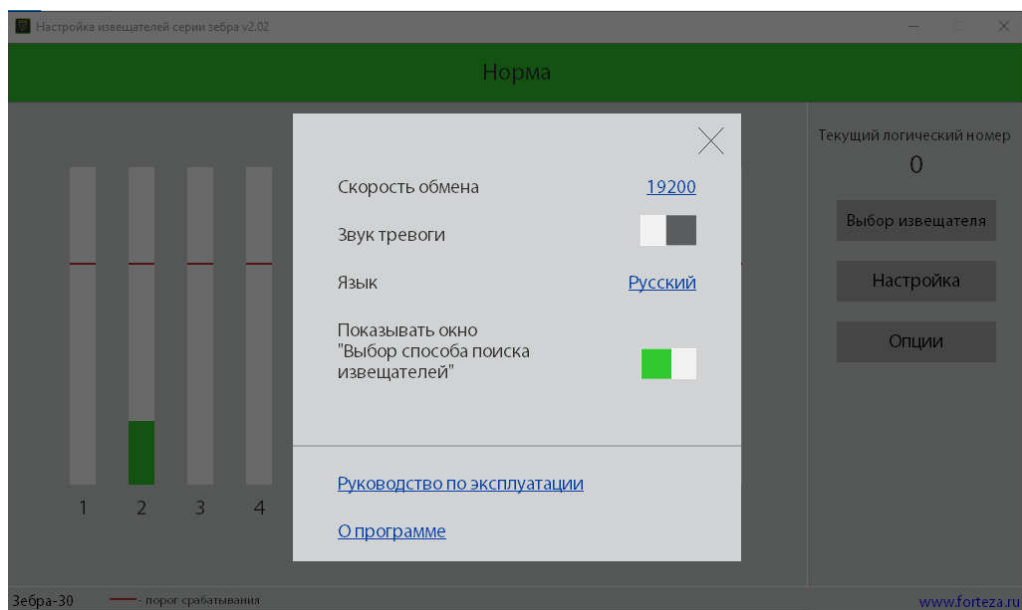 Настройка извещателей серии зебра v2.02
Норма
Скорость обмена 19200
Звук тревоги
Язык Русский
Показывать окно
"Выбор способа поиска
извещателей"
Руководство по эксплуатации
О программе
Текущий логический номер
0
Выбор извещателя
Настройка
Опции
1 2 3 4
Зебра-30 - порог срабатывания www.forteza.ru